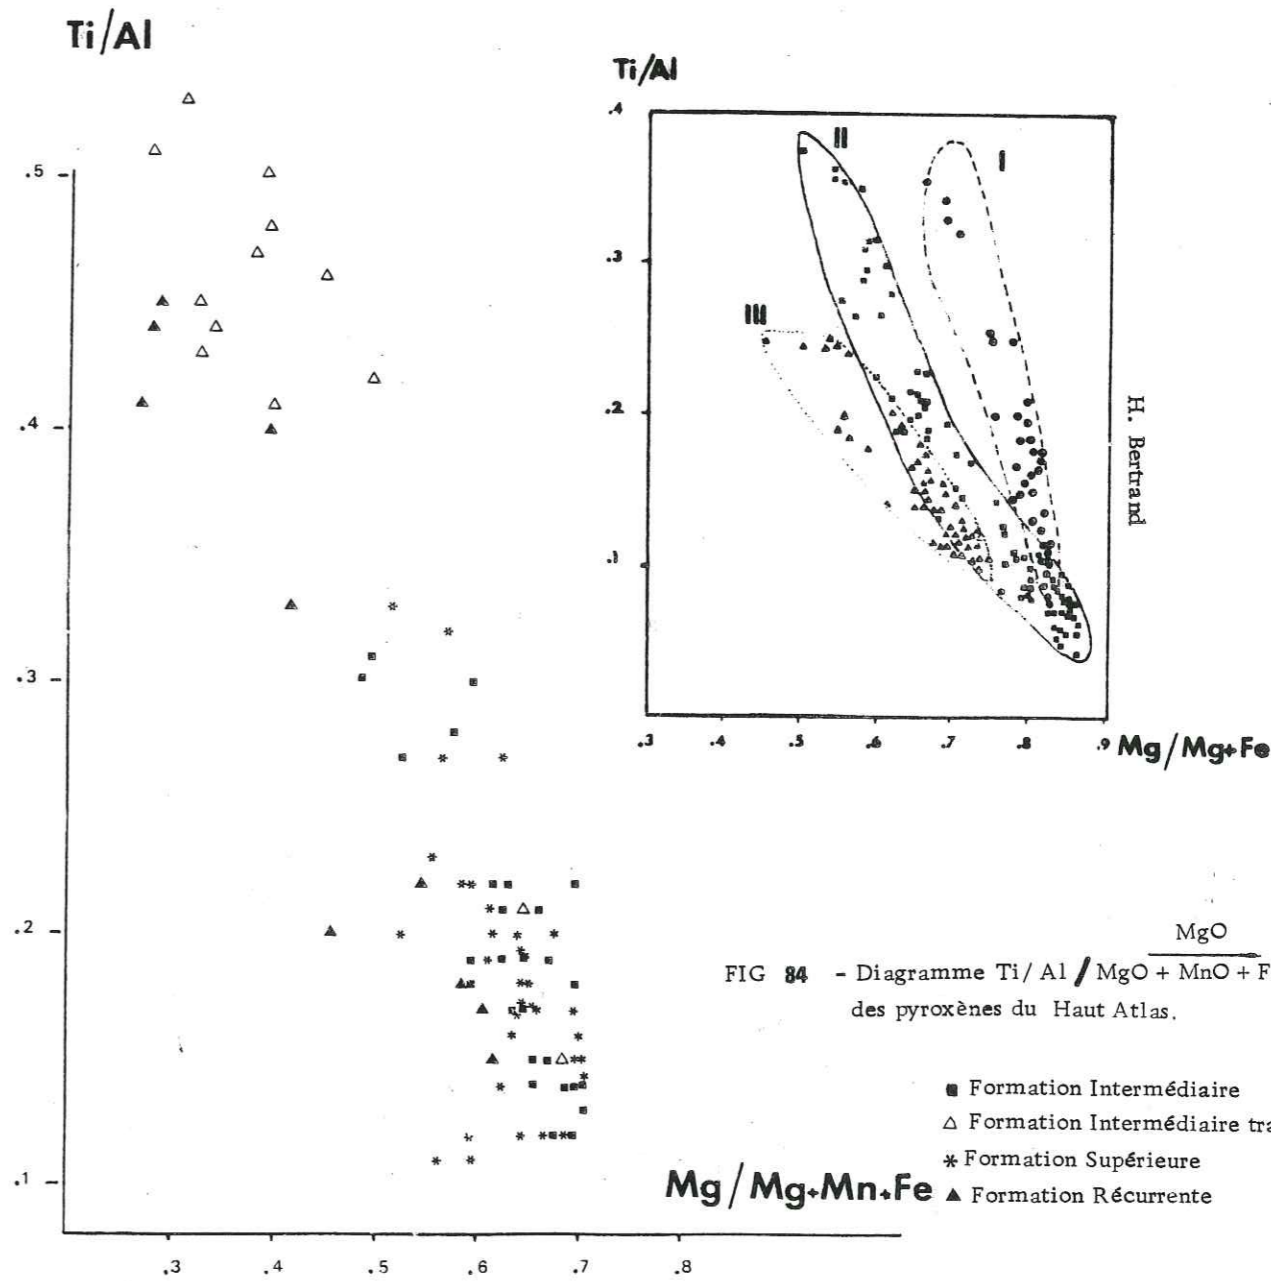 Ti/Al
.5
.4
.3
.2
.1
.3 .4 .5 .6 .7 .8
Mg/Mg+Mn+Fe
Ti/Al
.4
.3
.2
.1
.3 .4 .5 .6 .7 .8 .9
Mg/Mg+Fe
I
II
III
H. Bertrand
MgO
FIG 84 - Diagramme Ti/Al / MgO + MnO + F
des pyroxènes du Haut Atlas.
Formation Intermédiaire
Formation Intermédiaire tra
Formation Supérieure
Formation Récurrente